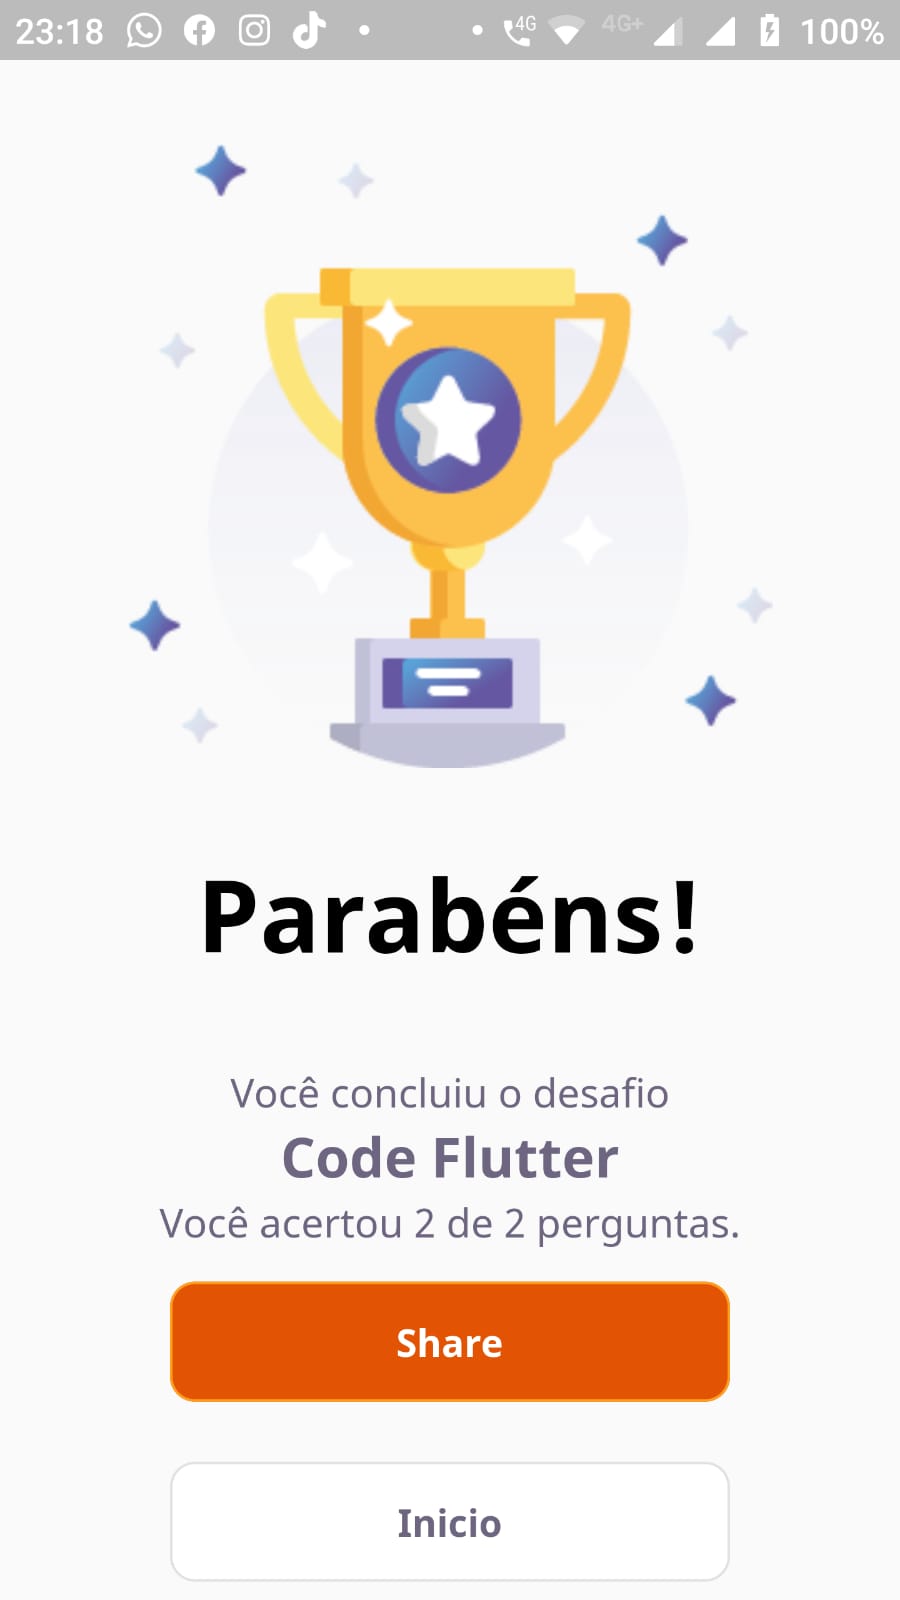 23:18 4G 4G+ 100%
Parabéns!
Você concluiu o desafio
Code Flutter
Você acertou 2 de 2 perguntas.
Share
Inicio